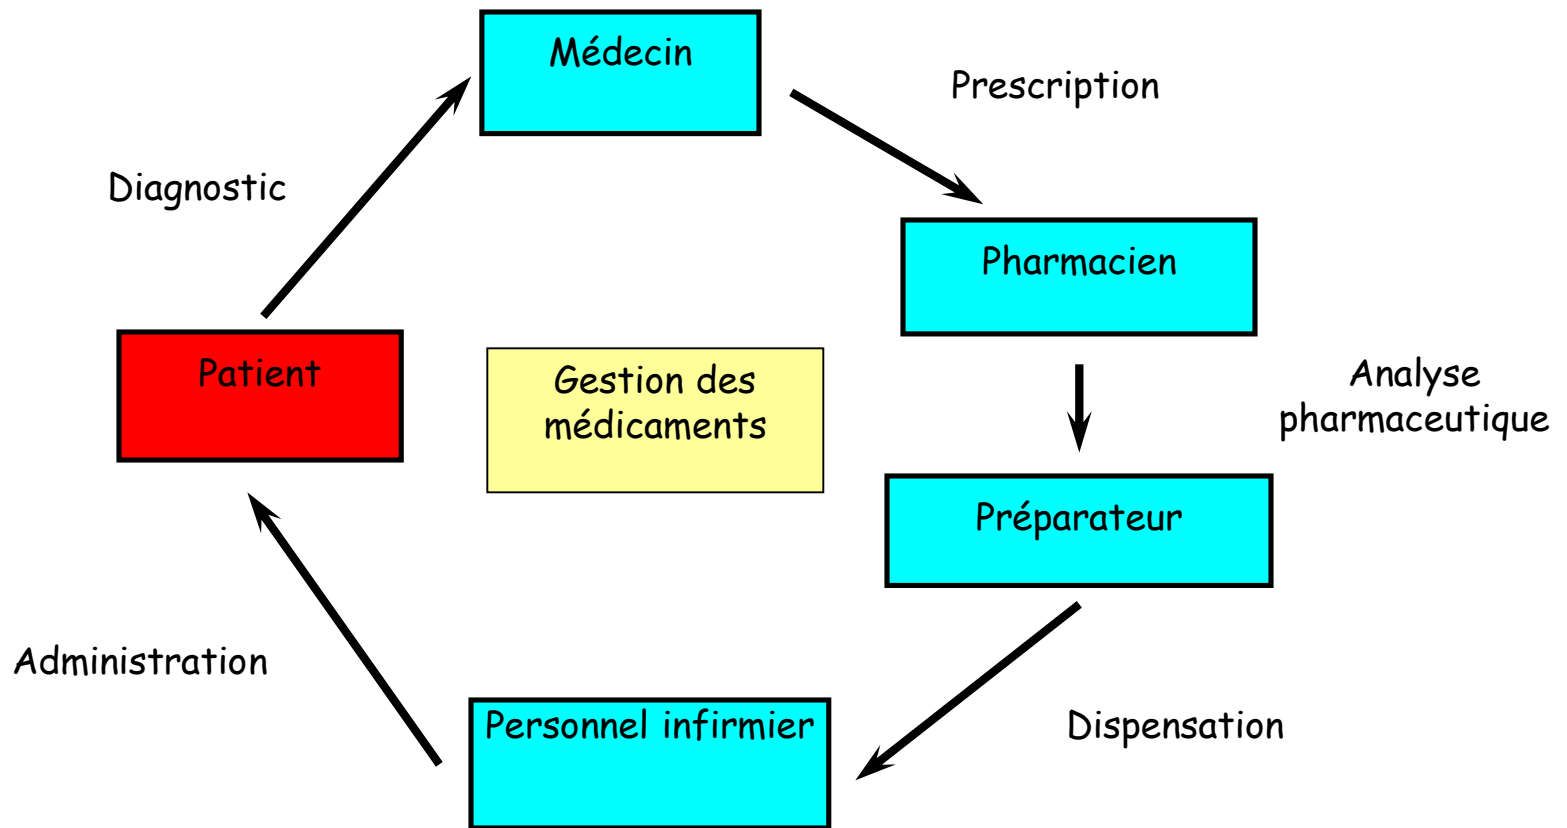 Médecin
Prescription
Diagnostic
Pharmacien
Patient
Gestion des
médicaments
Analyse
pharmaceutique
Préparateur
Administration
Personnel infirmier
Dispensation